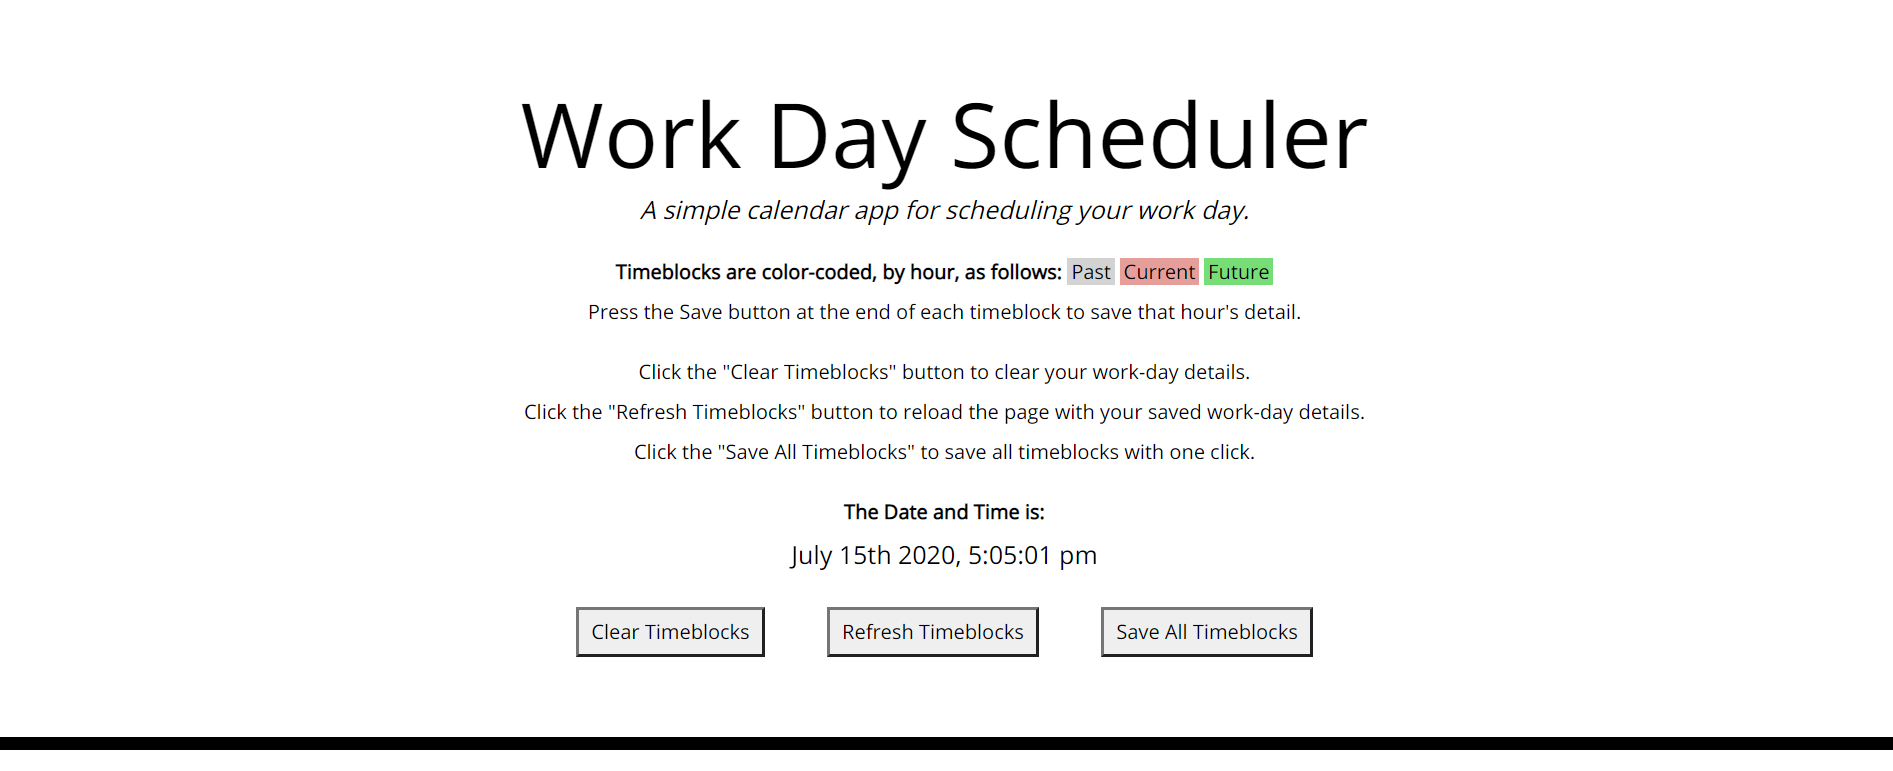 Work Day Scheduler
A simple calendar app for scheduling your work day.
Timeblocks are color-coded, by hour, as follows: Past Current Future
Press the Save button at the end of each timeblock to save that hour's detail.
Click the "Clear Timeblocks" button to clear your work-day details.
Click the "Refresh Timeblocks" button to reload the page with your saved work-day details.
Click the "Save All Timeblocks" to save all timeblocks with one click.
The Date and Time is:
July 15th 2020, 5:05:01 pm
Clear Timeblocks Refresh Timeblocks Save All Timeblocks